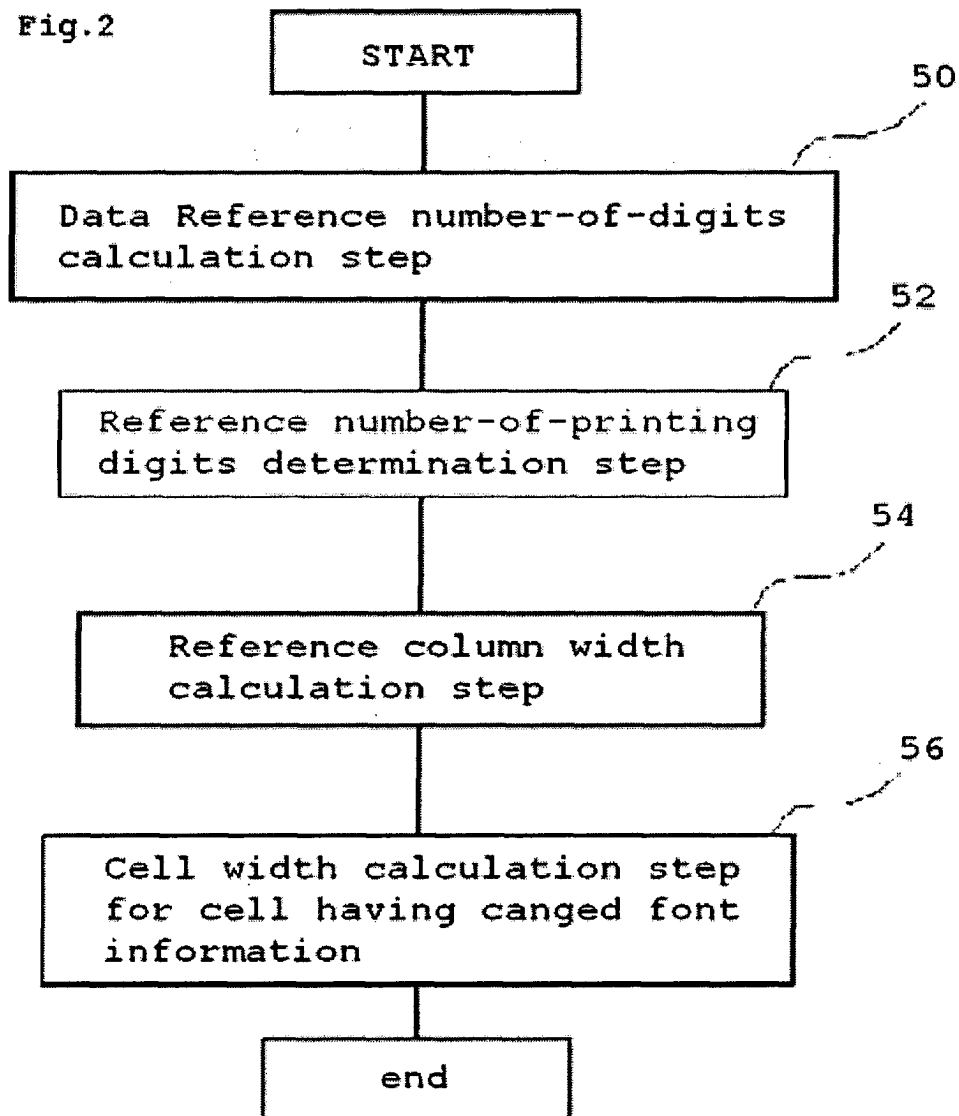 Fig.2
START
50
Data Reference number-of-digits
calculation step
52
Reference number-of-printing
digits determination step
54
Reference column width
calculation step
56
Cell width calculation step
for cell having canged font
information
end